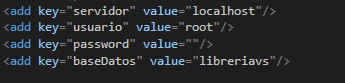 <add key="servidor" value="localhost"/>
<add key="usuario" value="root"/>
<add key="password" value=""/>
<add key="baseDatos" value="libreriavs"/>